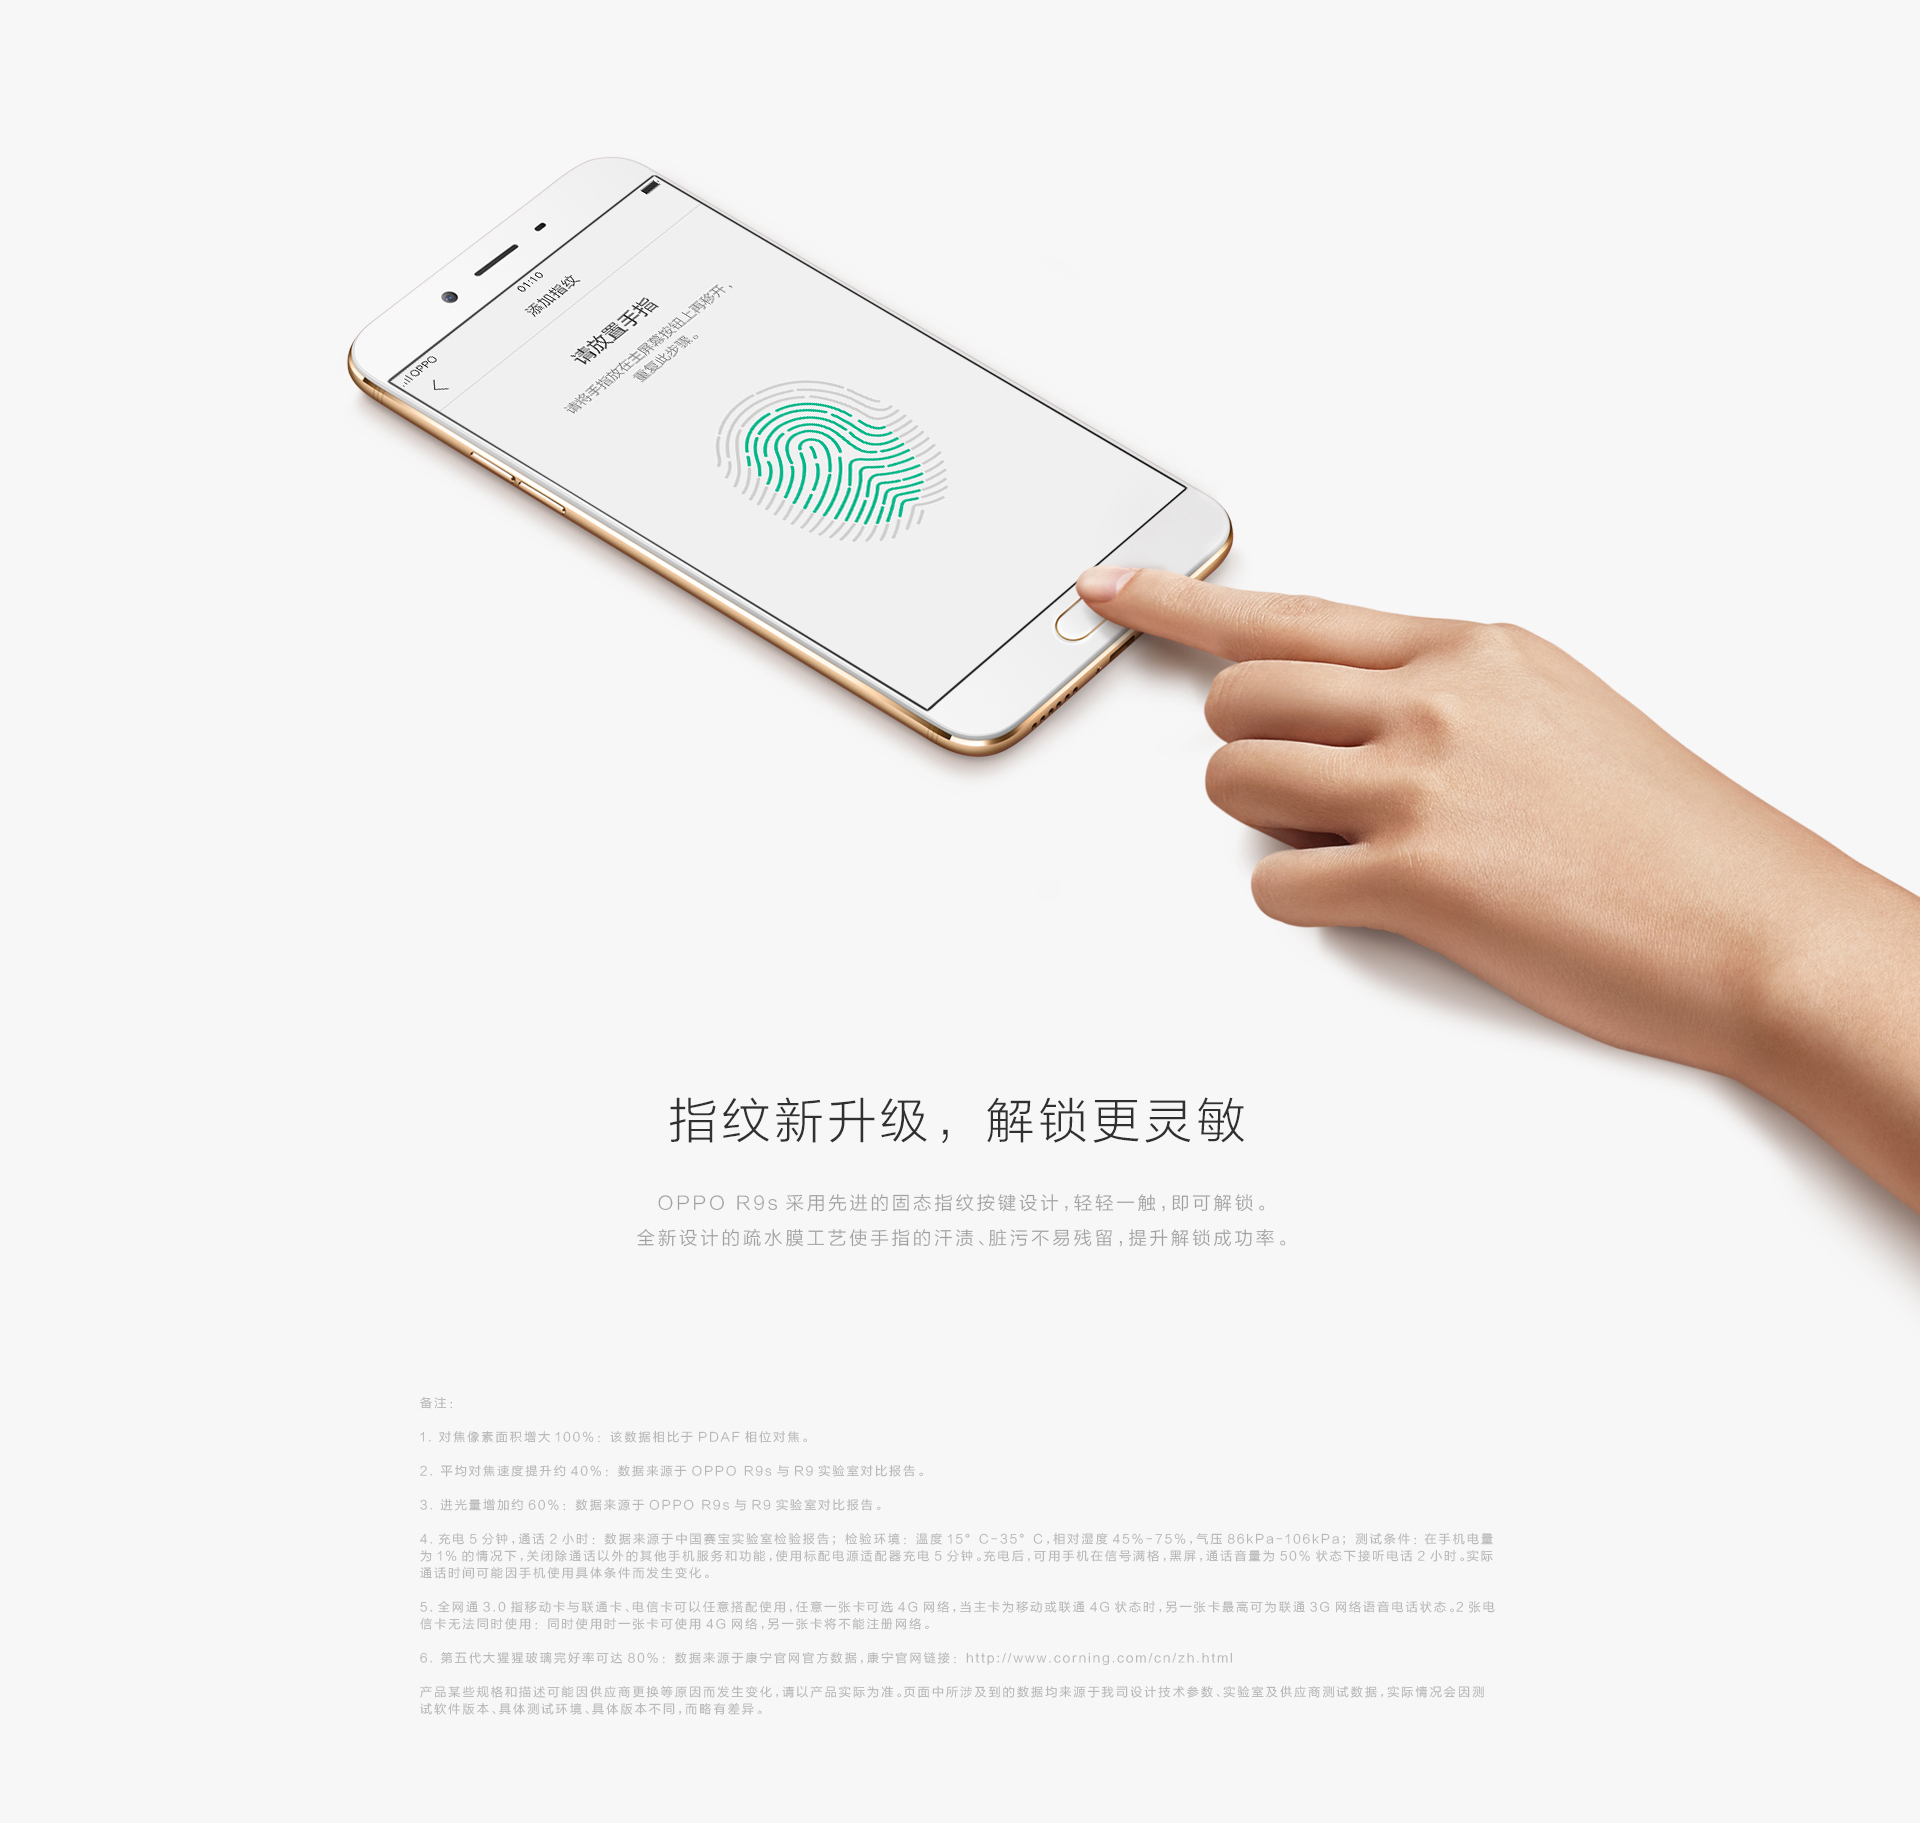 01:10
OPPO
添加指纹
请放置手指
请将手指放在主屏幕按钮上再移开，
重复此步骤。
指纹新升级，解锁更灵敏
OPPO R9s 采用先进的固态指纹按键设计，轻轻一触，即可解锁。
全新设计的疏水膜工艺使手指的汗渍、脏污不易残留，提升解锁成功率。
备注：
1. 对焦像素面积增大 100%：该数据相比于 PDAF 相位对焦。
2. 平均对焦速度提升约 40%：数据来源于 OPPO R9s 与 R9 实验室对比报告。
3. 进光量增加约 60%：数据来源于 OPPO R9s 与 R9 实验室对比报告。
4. 充电 5 分钟，通话 2 小时：数据来源于中国赛宝实验室检验报告；检验环境：温度 15°C-35°C，相对湿度 45%-75%，气压 86kPa-106kPa；测试条件：在手机电量
为 1% 的情况下，关闭除通话以外的其他手机服务和功能，使用标配电源适配器充电 5 分钟。充电后，可用手机在信号满格，黑屏，通话音量为 50% 状态下接听电话 2 小时。实际
通话时间可能因手机使用具体条件而发生变化。
5. 全网通 3.0 指移动卡与联通卡、电信卡可以任意搭配使用，任意一张卡可选 4G 网络，当主卡为移动或联通 4G 状态时，另一张卡最高可为联通 3G 网络语音电话状态。2 张电
信卡无法同时使用：同时使用时一张卡可使用 4G 网络，另一张卡将不能注册网络。
6. 第五代大猩猩玻璃完好率可达 80%：数据来源于康宁官网官方数据，康宁官网链接：http://www.corning.com/cn/zh.html
产品某些规格和描述可能因供应商更换等原因而发生变化，请以产品实际为准。页面中所涉及到的数据均来源于我司设计技术参数、实验室及供应商测试数据，实际情况会因测
试软件版本、具体测试环境、具体版本不同，而略有差异。